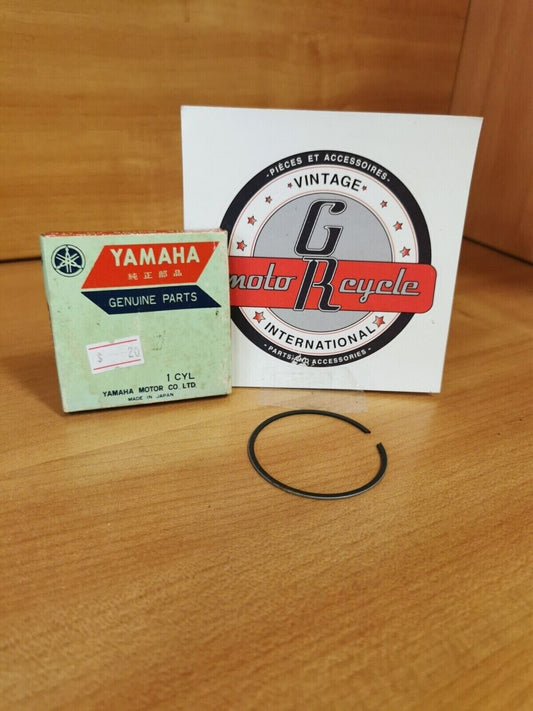 YAMAHA
純正部品
GENUINE PARTS
$ 20
1 CYL
YAMAHA MOTOR CO. LTD.
MADE IN JAPAN
-PIÈCES ET ACCESSOIRES-
VINTAGE
G
moto R cycle
INTERNATIONAL
-PARTS AND ACCESSORIES-